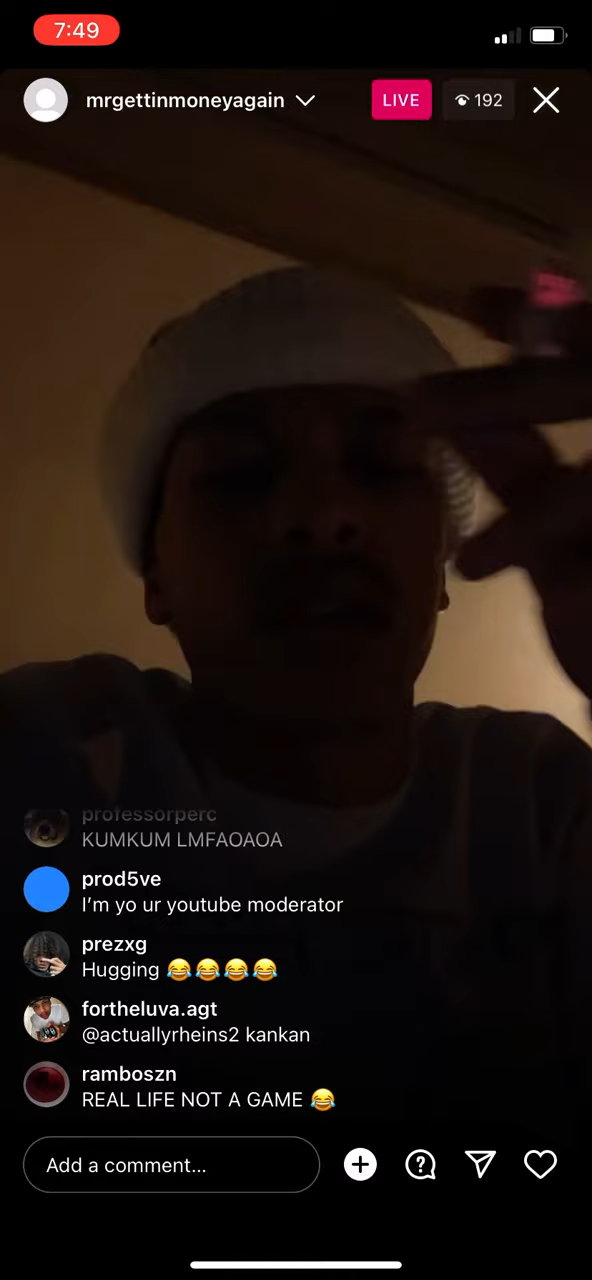 7:49
mrgettinmoneyagain
LIVE
192
professorperc
KUMKUM LMFAOAOA
prod5ve
I'm yo ur youtube moderator
prezxg
Hugging 😂😂😂😂
fortheluva.agt
@actuallyrheins2 kankan
ramboszn
REAL LIFE NOT A GAME 😂
Add a comment...